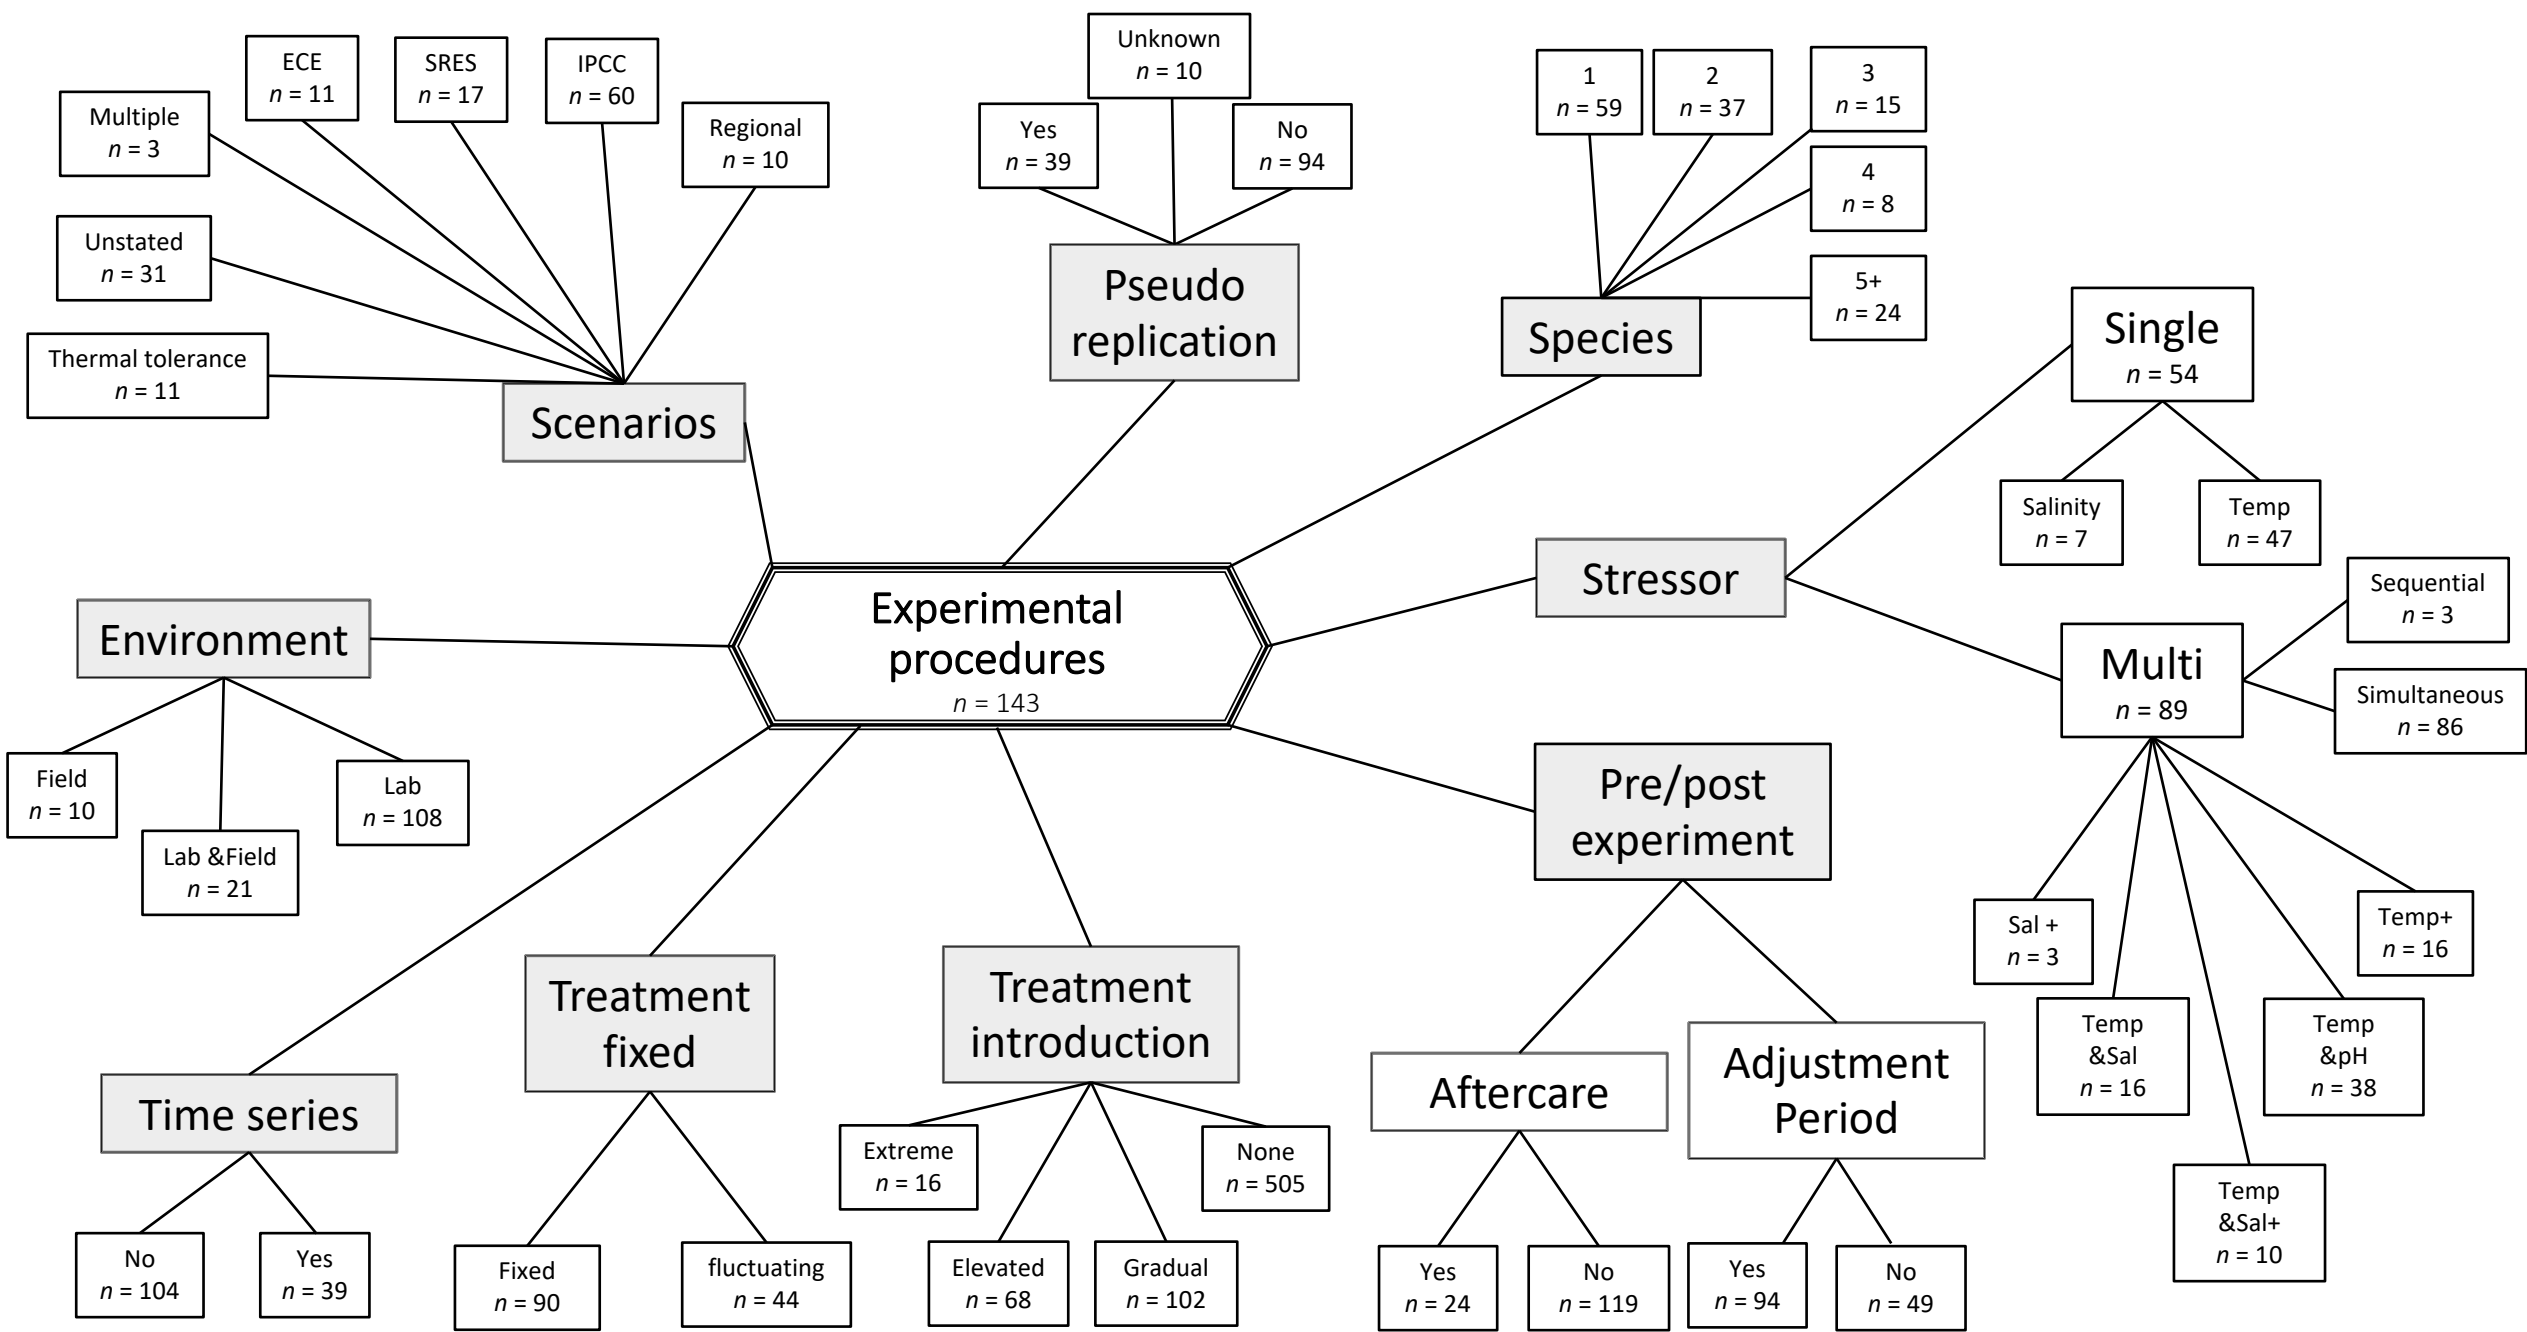 Unknown
n = 10
ECE
n = 11
SRES
n = 17
IPCC
n = 60
Multiple
n = 3
Regional
n = 10
Unstated
n = 31
Thermal tolerance
n = 11
Scenarios
Yes
n = 39
No
n = 94
Pseudo
replication
1
n = 59
2
n = 37
3
n = 15
4
n = 8
5+
n = 24
Species
Single
n = 54
Salinity
n = 7
Temp
n = 47
Stressor
Sequential
n = 3
Multi
n = 89
Simultaneous
n = 86
Experimental
procedures
n = 143
Environment
Field
n = 10
Lab &Field
n = 21
Lab
n = 108
Pre/post
experiment
Sal +
n = 3
Temp
&Sal
n = 16
Temp
&Sal+
n = 10
Temp
&pH
n = 38
Temp+
n = 16
Time series
No
n = 104
Yes
n = 39
Treatment
fixed
Fixed
n = 90
fluctuating
n = 44
Treatment
introduction
Extreme
n = 16
Elevated
n = 68
Gradual
n = 102
None
n = 505
Aftercare
Yes
n = 24
No
n = 119
Adjustment
Period
Yes
n = 94
No
n = 49